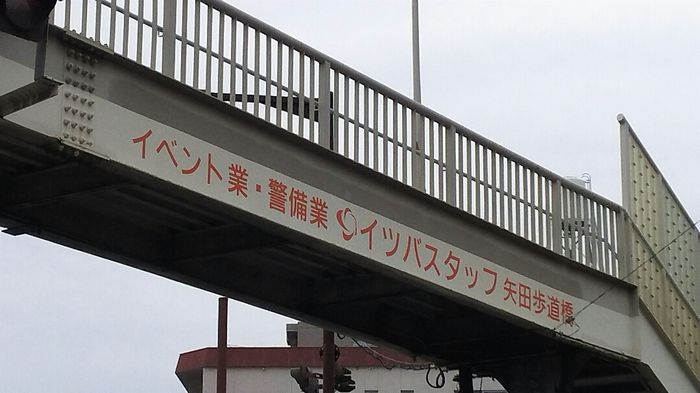 イベント業・警備業 イツバスタッフ 矢田歩道橋